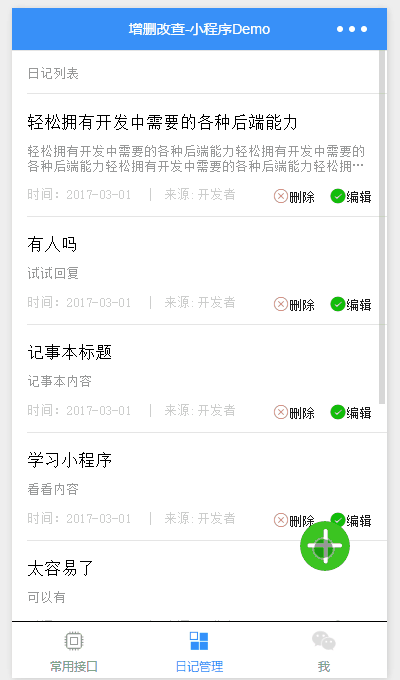 增删改查-小程序Demo
日记列表
轻松拥有开发中需要的各种后端能力
轻松拥有开发中需要的各种后端能力轻松拥有开发中需要的
各种后端能力轻松拥有开发中需要的各种后端能力轻松拥…
时间：2017-03-01 | 来源:开发者 删除 编辑
有人吗
试试回复
时间：2017-03-01 | 来源:开发者 删除 编辑
记事本标题
记事本内容
时间：2017-03-01 | 来源:开发者 删除 编辑
学习小程序
看看内容
时间：2017-03-01 | 来源:开发者 删除 编辑
太容易了
可以有
常用接口 日记管理 我